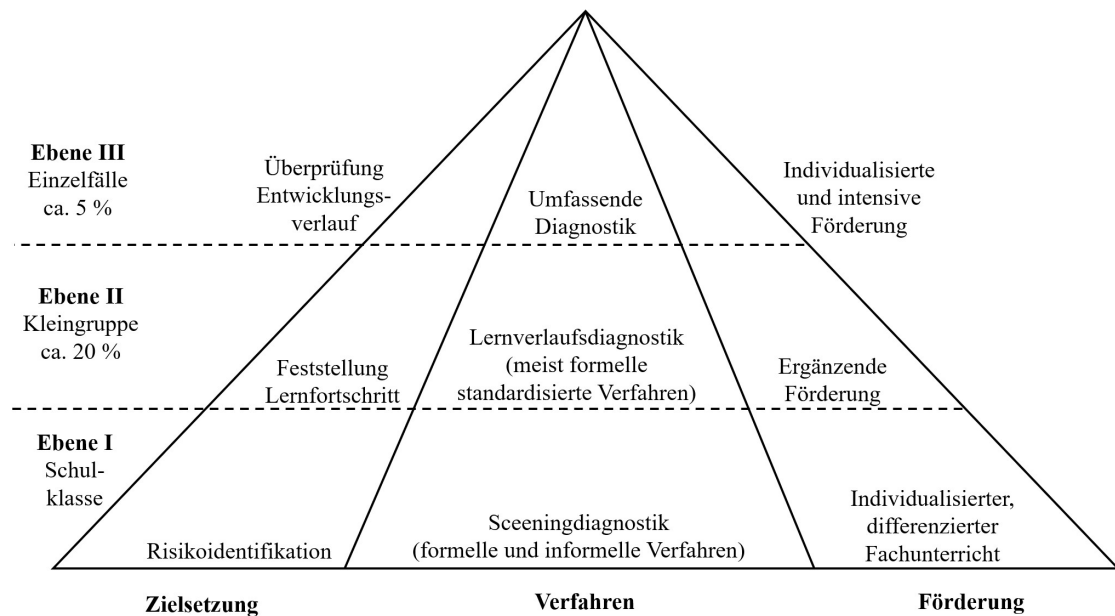 Ebene III
Einzelfälle
ca. 5 %
Überprüfung
Entwicklungs-
verlauf
Umfassende
Diagnostik
Individualisierte
und intensive
Förderung
Ebene II
Kleingruppe
ca. 20 %
Feststellung
Lernfortschritt
Lernverlaufsdiagnostik
(meist formelle
standardisierte Verfahren)
Ergänzende
Förderung
Ebene I
Schul-
klasse
Risikoidentifikation
Sceeningdiagnostik
(formelle und informelle Verfahren)
Individualisierter,
differenzierter
Fachunterricht
Zielsetzung
Verfahren
Förderung